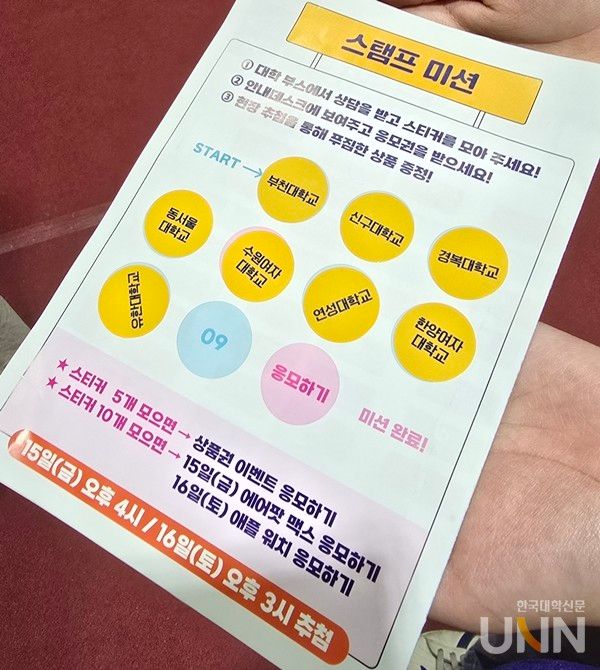 스탬프 미션
① 대학 부스에서 상담을 받고 스티커를 모아 주세요!
② 안내데스크에 보여주고 응모권을 받으세요!
③ 현장 추첨을 통해 푸짐한 상품 증정!
START →
부천대학교
신구대학교
경복대학교
동서울
대학교
수원여자
대학교
연성대학교
한양여자
대학교
유한대학교
09
응모하기
미션 완료!
★ 스티커 5개 모으면 → 상품권 이벤트 응모하기
★ 스티커 10개 모으면 → 15일(금) 에어팟 맥스 응모하기
16일(토) 애플 워치 응모하기
15일(금) 오후 4시 / 16일(토) 오후 3시 추첨
한국대학신문
UNN